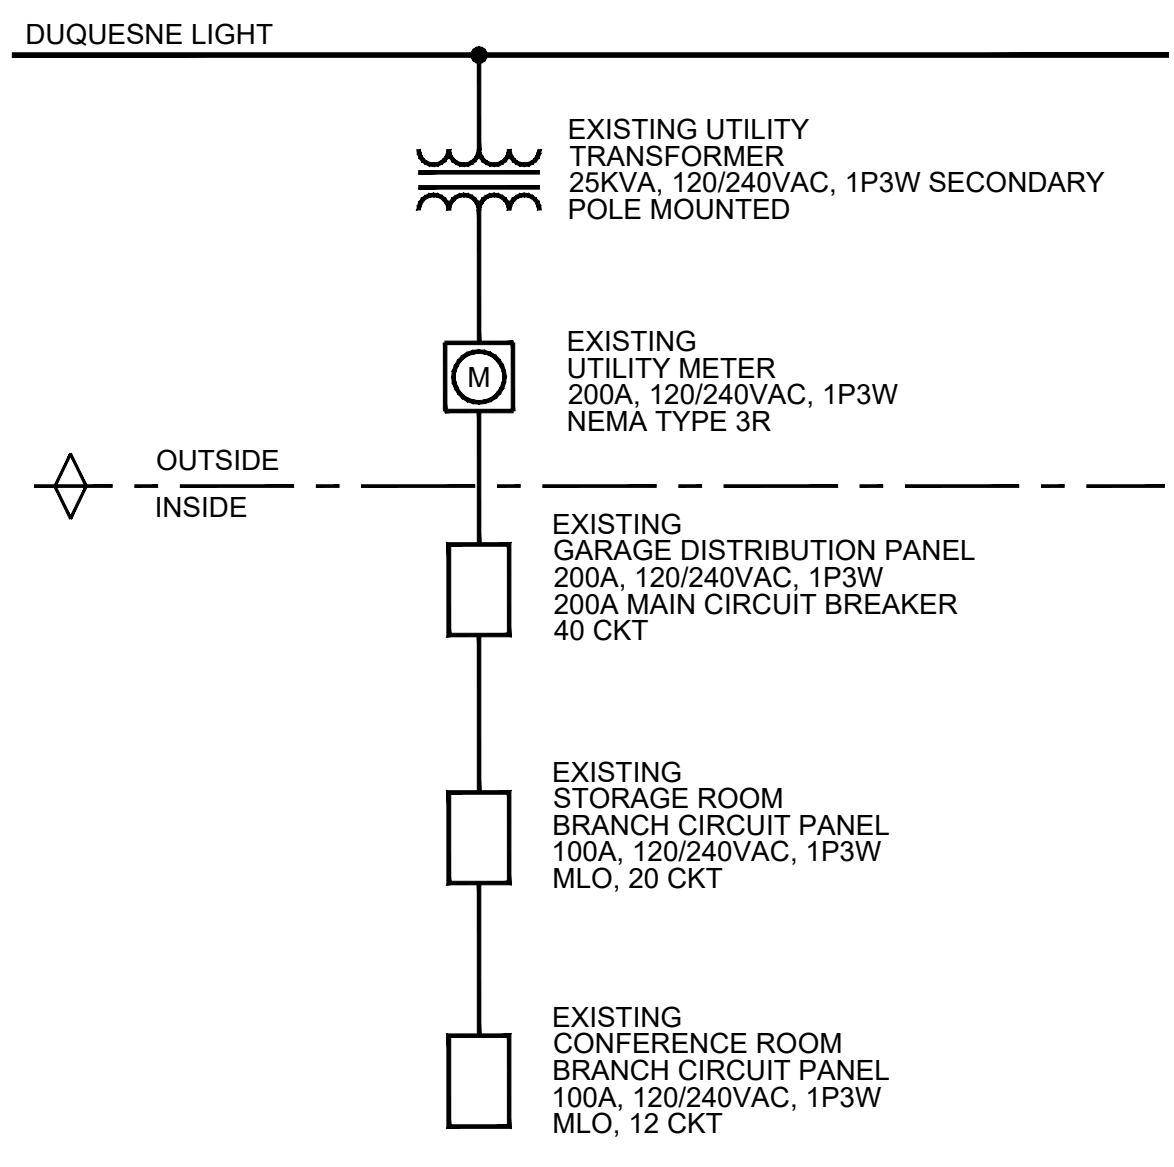 DUQUESNE LIGHT
EXISTING UTILITY
TRANSFORMER
25KVA, 120/240VAC, 1P3W SECONDARY
POLE MOUNTED
EXISTING
UTILITY METER
M
200A, 120/240VAC, 1P3W
NEMA TYPE 3R
OUTSIDE
INSIDE
EXISTING
GARAGE DISTRIBUTION PANEL
200A, 120/240VAC, 1P3W
200A MAIN CIRCUIT BREAKER
40 CKT
EXISTING
STORAGE ROOM
BRANCH CIRCUIT PANEL
100A, 120/240VAC, 1P3W
MLO, 20 CKT
EXISTING
CONFERENCE ROOM
BRANCH CIRCUIT PANEL
100A, 120/240VAC, 1P3W
MLO, 12 CKT